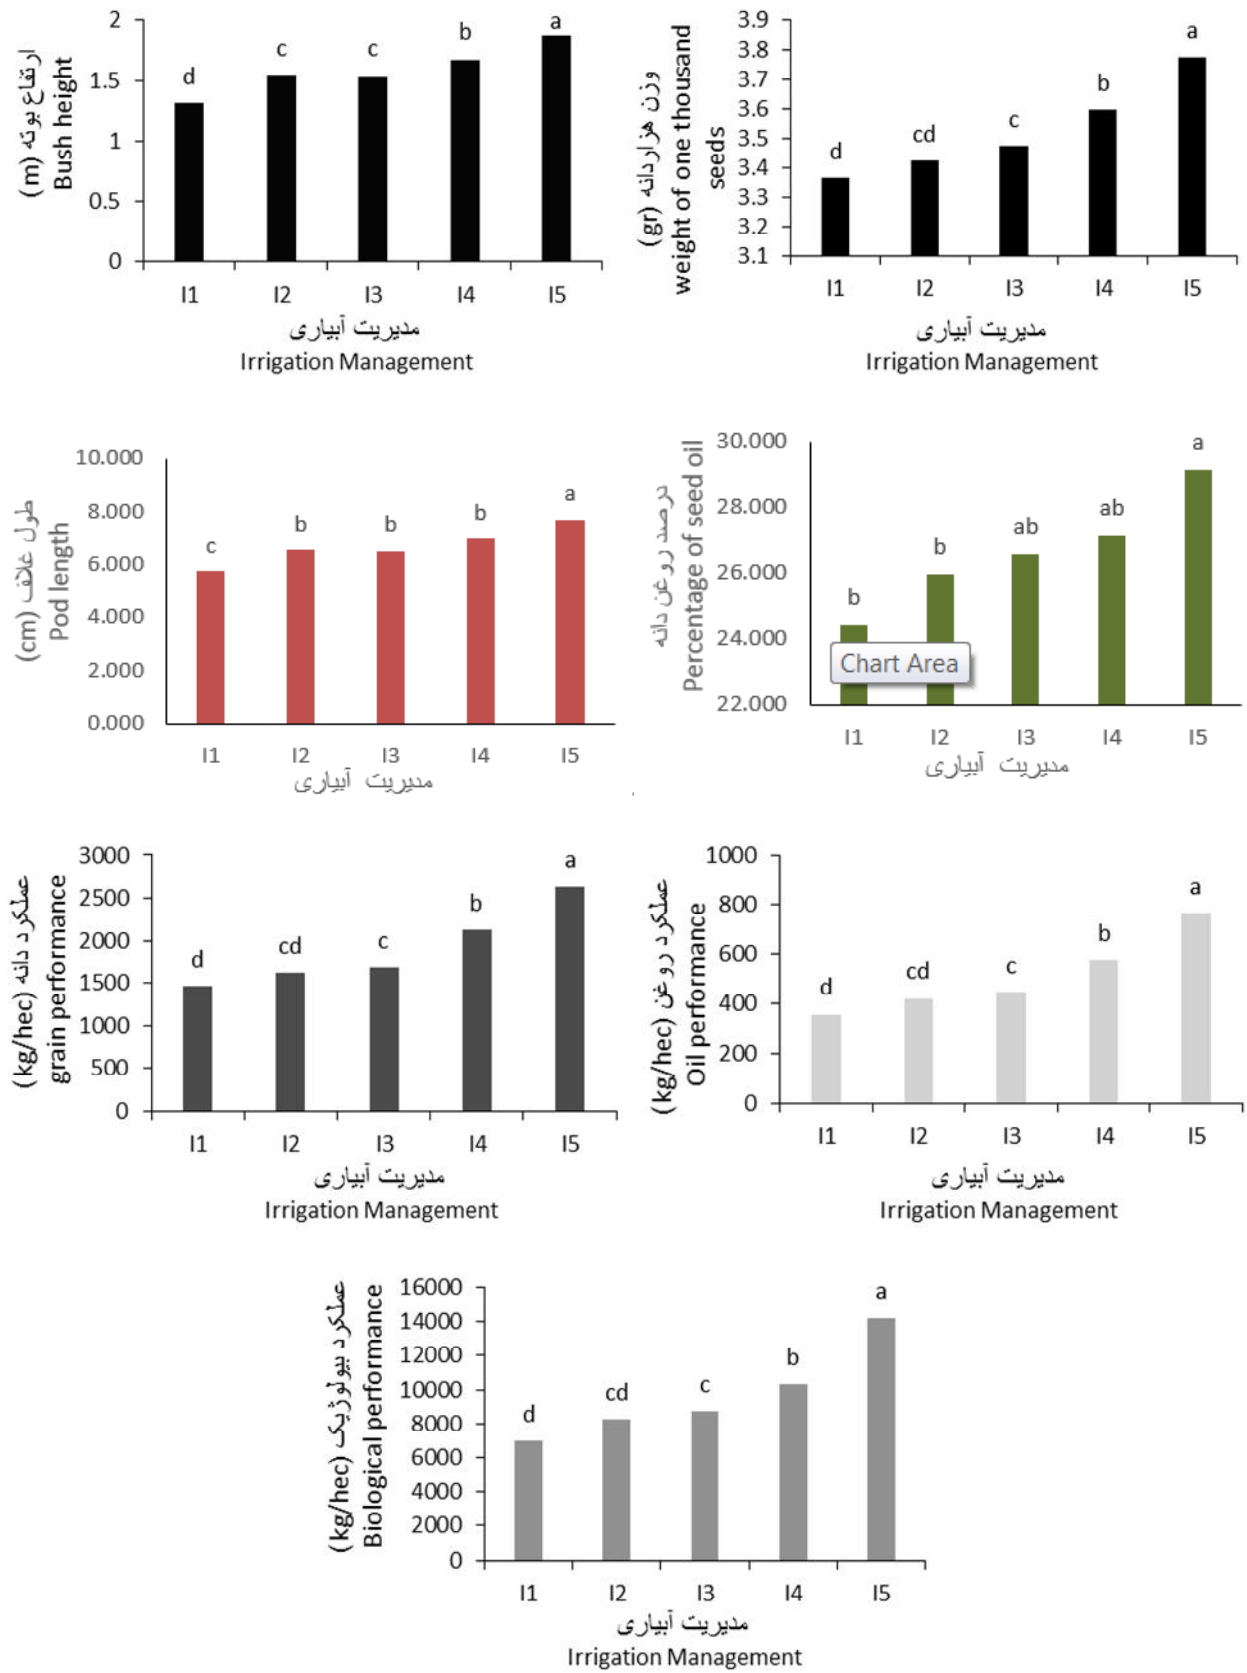 ارتفاع بوته (m)
Bush height
2
1.5
1
0.5
0
d
c
c
b
a
I1
I2
I3
I4
I5
مدیریت آبیاری
Irrigation Management
وزن هزاردانه (gr)
weight of one thousand
seeds
3.9
3.8
3.7
3.6
3.5
3.4
3.3
3.2
3.1
d
cd
c
b
a
I1
I2
I3
I4
I5
مدیریت آبیاری
Irrigation Management
طول غلاف (cm)
Pod length
10.000
8.000
6.000
4.000
2.000
0.000
c
b
b
b
a
I1
I2
I3
I4
I5
مدیریت آبیاری
درصد روغن دانه
Percentage of seed oil
30.000
28.000
26.000
24.000
22.000
b
b
ab
ab
a
Chart Area
I1
I2
I3
I4
I5
مدیریت آبیاری
عملکرد دانه (kg/hec)
grain performance
3000
2500
2000
1500
1000
500
0
d
cd
c
b
a
I1
I2
I3
I4
I5
مدیریت آبیاری
Irrigation Management
عملکرد روغن (kg/hec)
Oil performance
1000
800
600
400
200
0
d
cd
c
b
a
I1
I2
I3
I4
I5
مدیریت آبیاری
Irrigation Management
عملکرد بیولوژیک (kg/hec)
Biological performance
16000
14000
12000
10000
8000
6000
4000
2000
0
d
cd
c
b
a
I1
I2
I3
I4
I5
مدیریت آبیاری
Irrigation Management